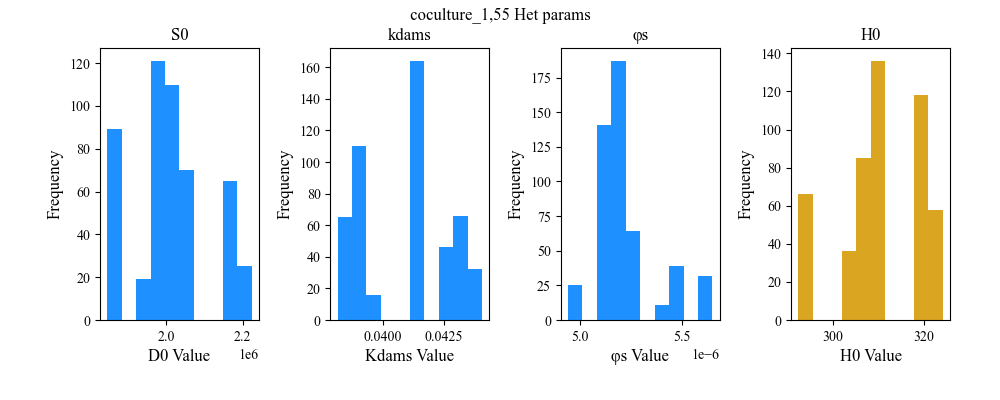 coculture_1,55 Het params
S0
120
100
80
60
40
20
0
Frequency
2.0
2.2
D0 Value
1e6
kdams
160
140
120
100
80
60
40
20
0
Frequency
0.0400
0.0425
Kdams Value
φs
175
150
125
100
75
50
25
0
Frequency
5.0
5.5
φs Value
1e−6
H0
140
120
100
80
60
40
20
0
Frequency
300
320
H0 Value